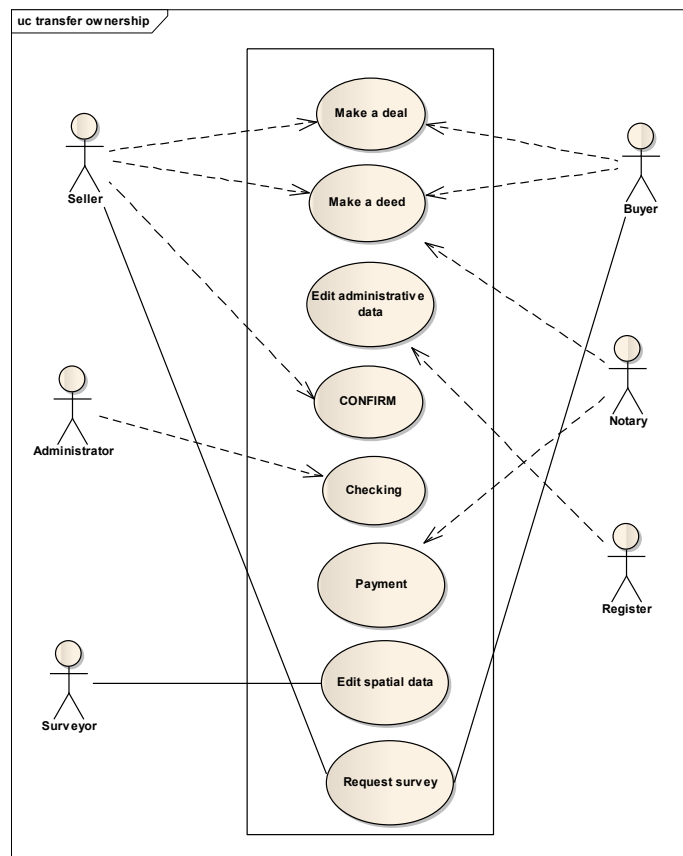 uc transfer ownership
Make a deal
Seller
Buyer
Make a deed
Edit administrative
data
CONFIRM
Notary
Administrator
Checking
Payment
Register
Edit spatial data
Surveyor
Request survey